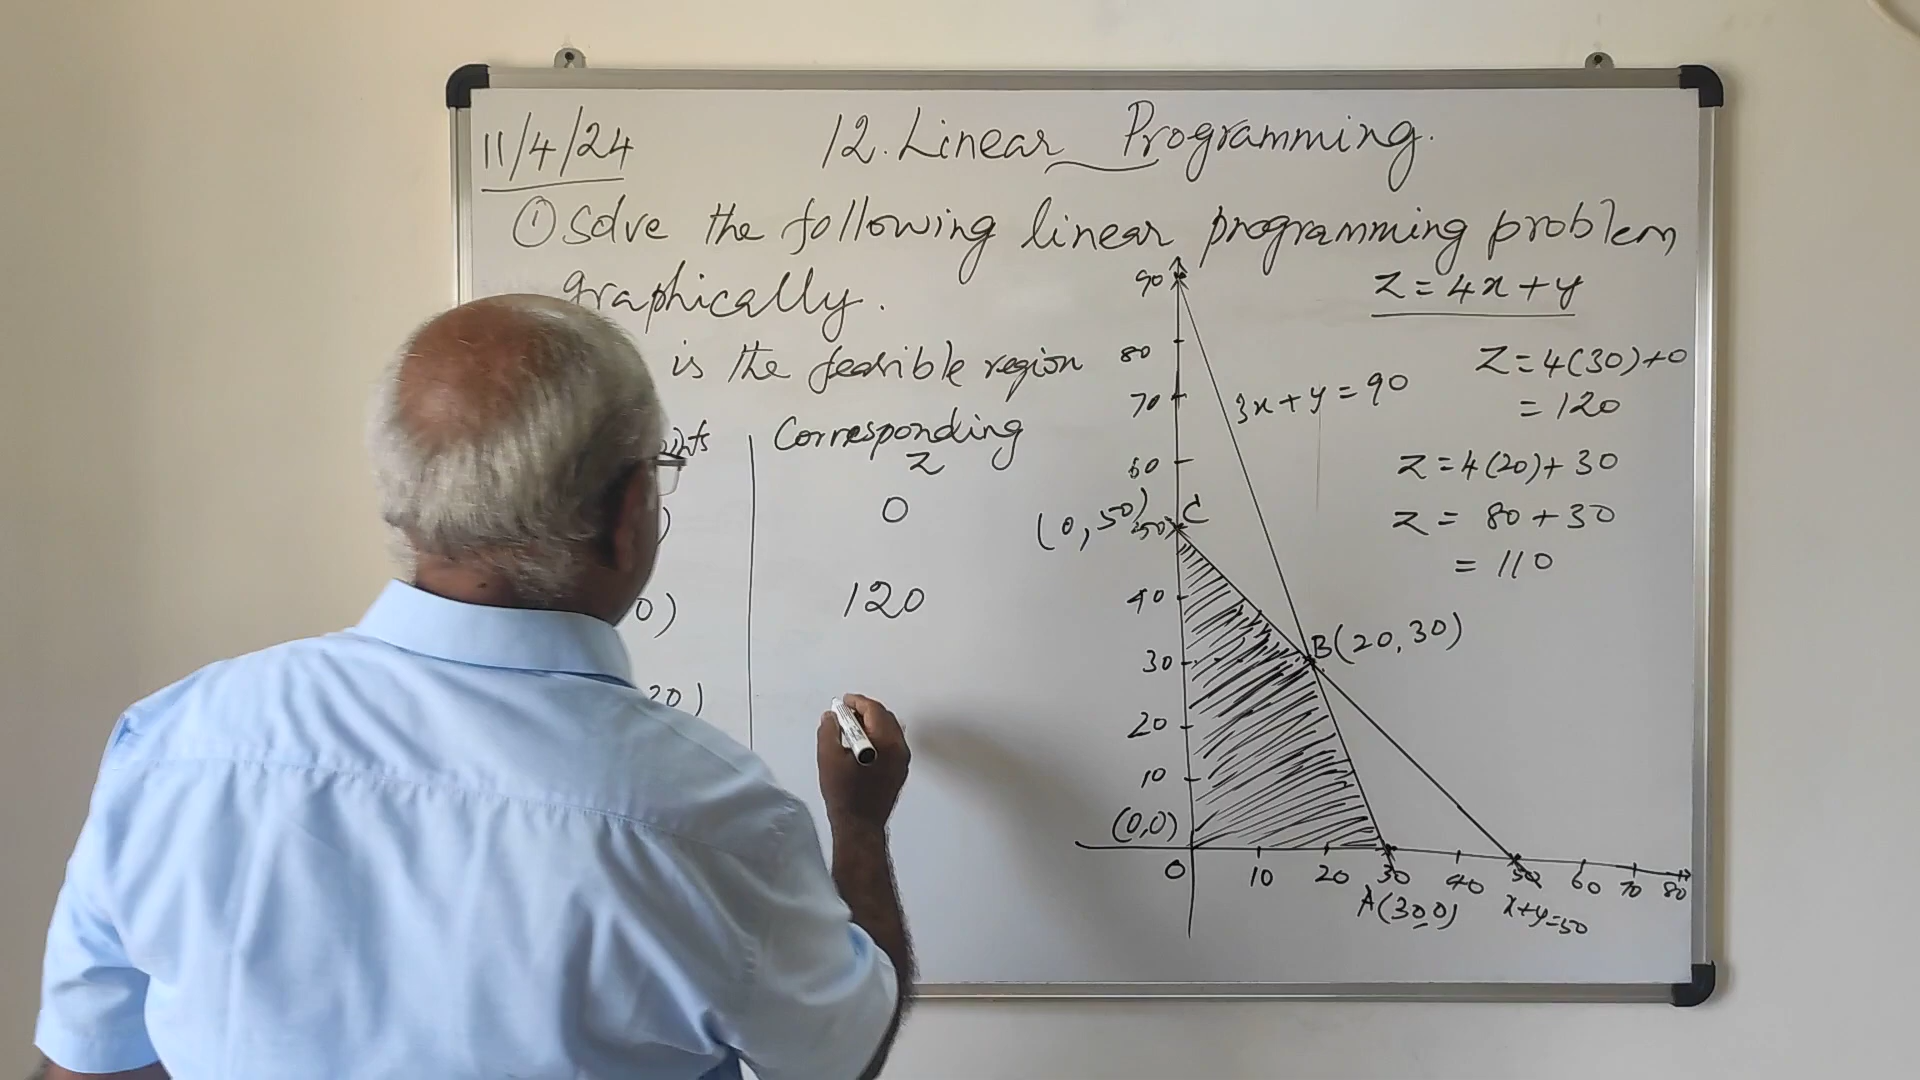 11/4/24
12. Linear Programming.
① Solve the following linear programming problem
graphically.
is the feasible region
Corresponding
Z
)
0
0)
120
20)
Z = 4x + y
Z = 4(30) + 0
= 120
Z = 4(20) + 30
Z = 80 + 30
= 110
90
80
70
60
50
40
30
20
10
3x + y = 90
(0, 50)
C
B(20, 30)
(0,0)
0 10 20 30 40 50 60 70 80
A(30,0)
x+y=50